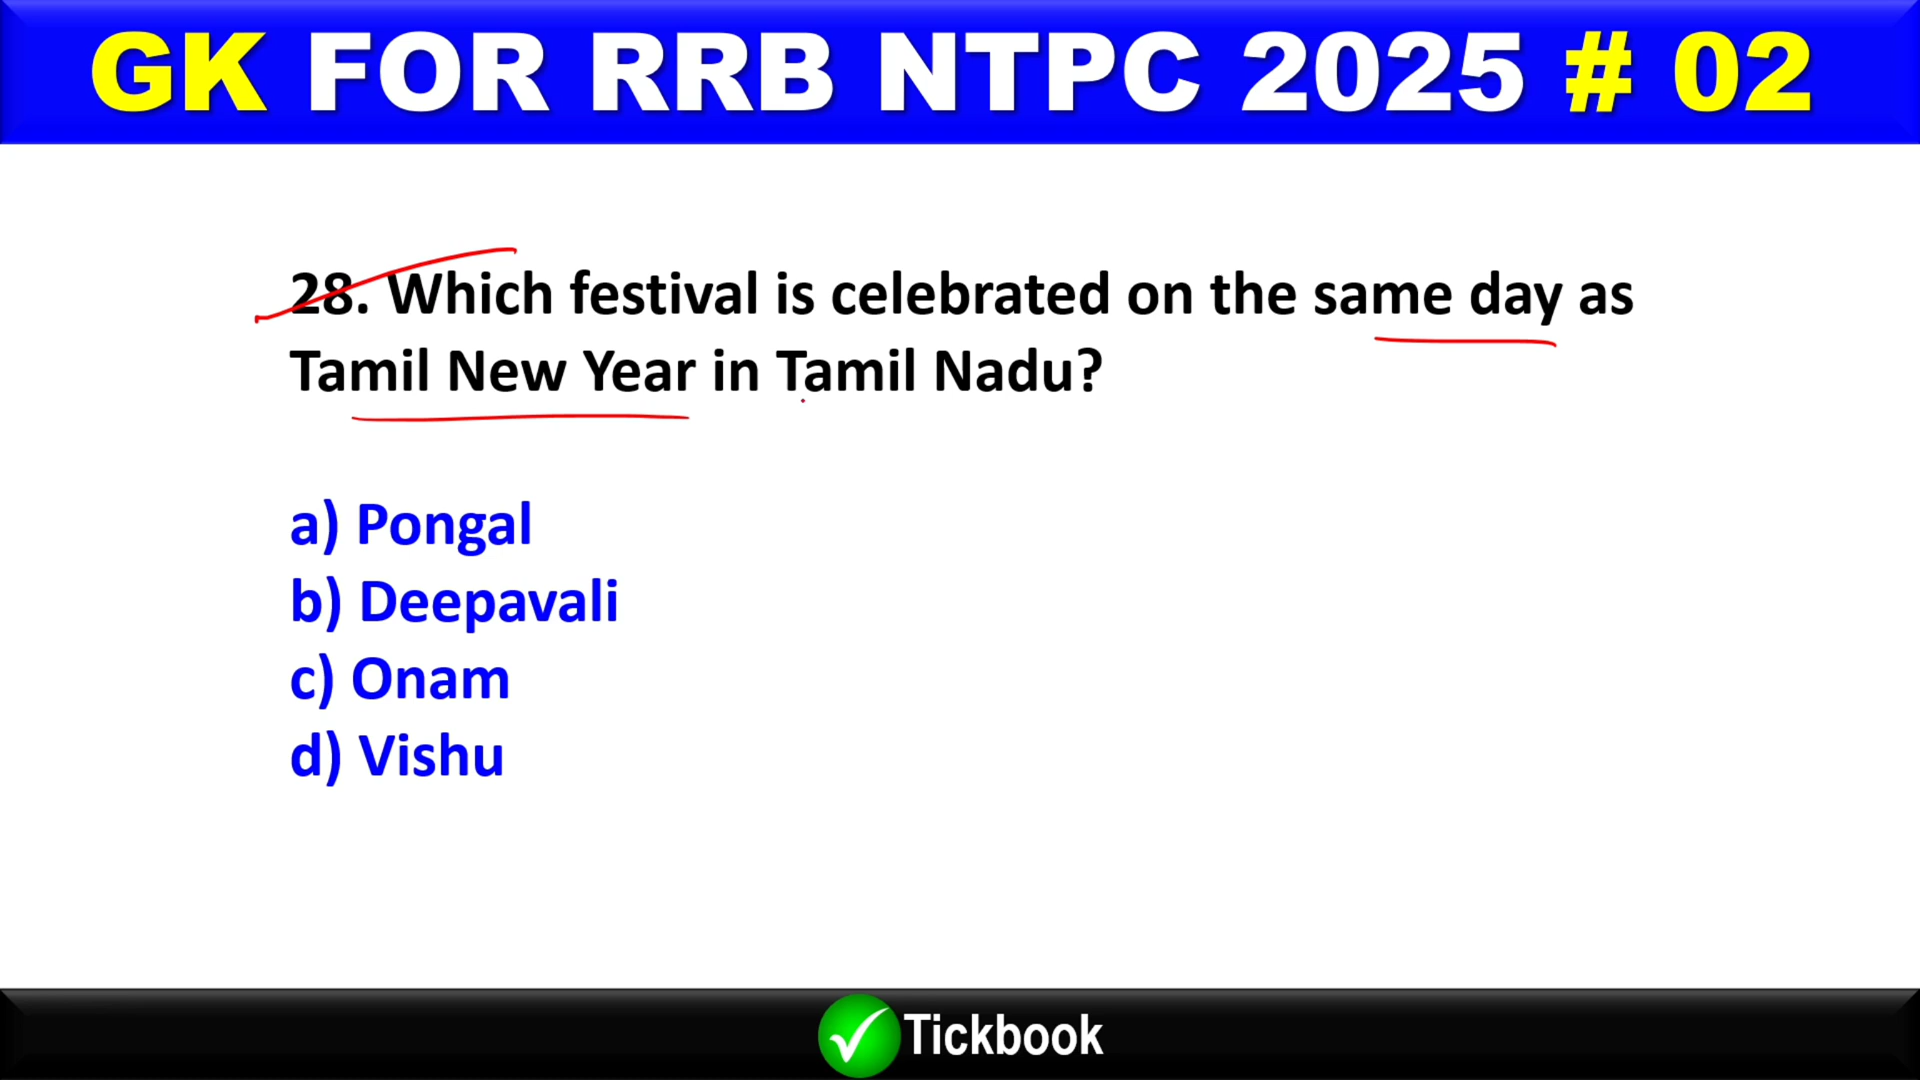 GK FOR RRB NTPC 2025 # 02
28. Which festival is celebrated on the same day as
Tamil New Year in Tamil Nadu?
a) Pongal
b) Deepavali
c) Onam
d) Vishu
Tickbook